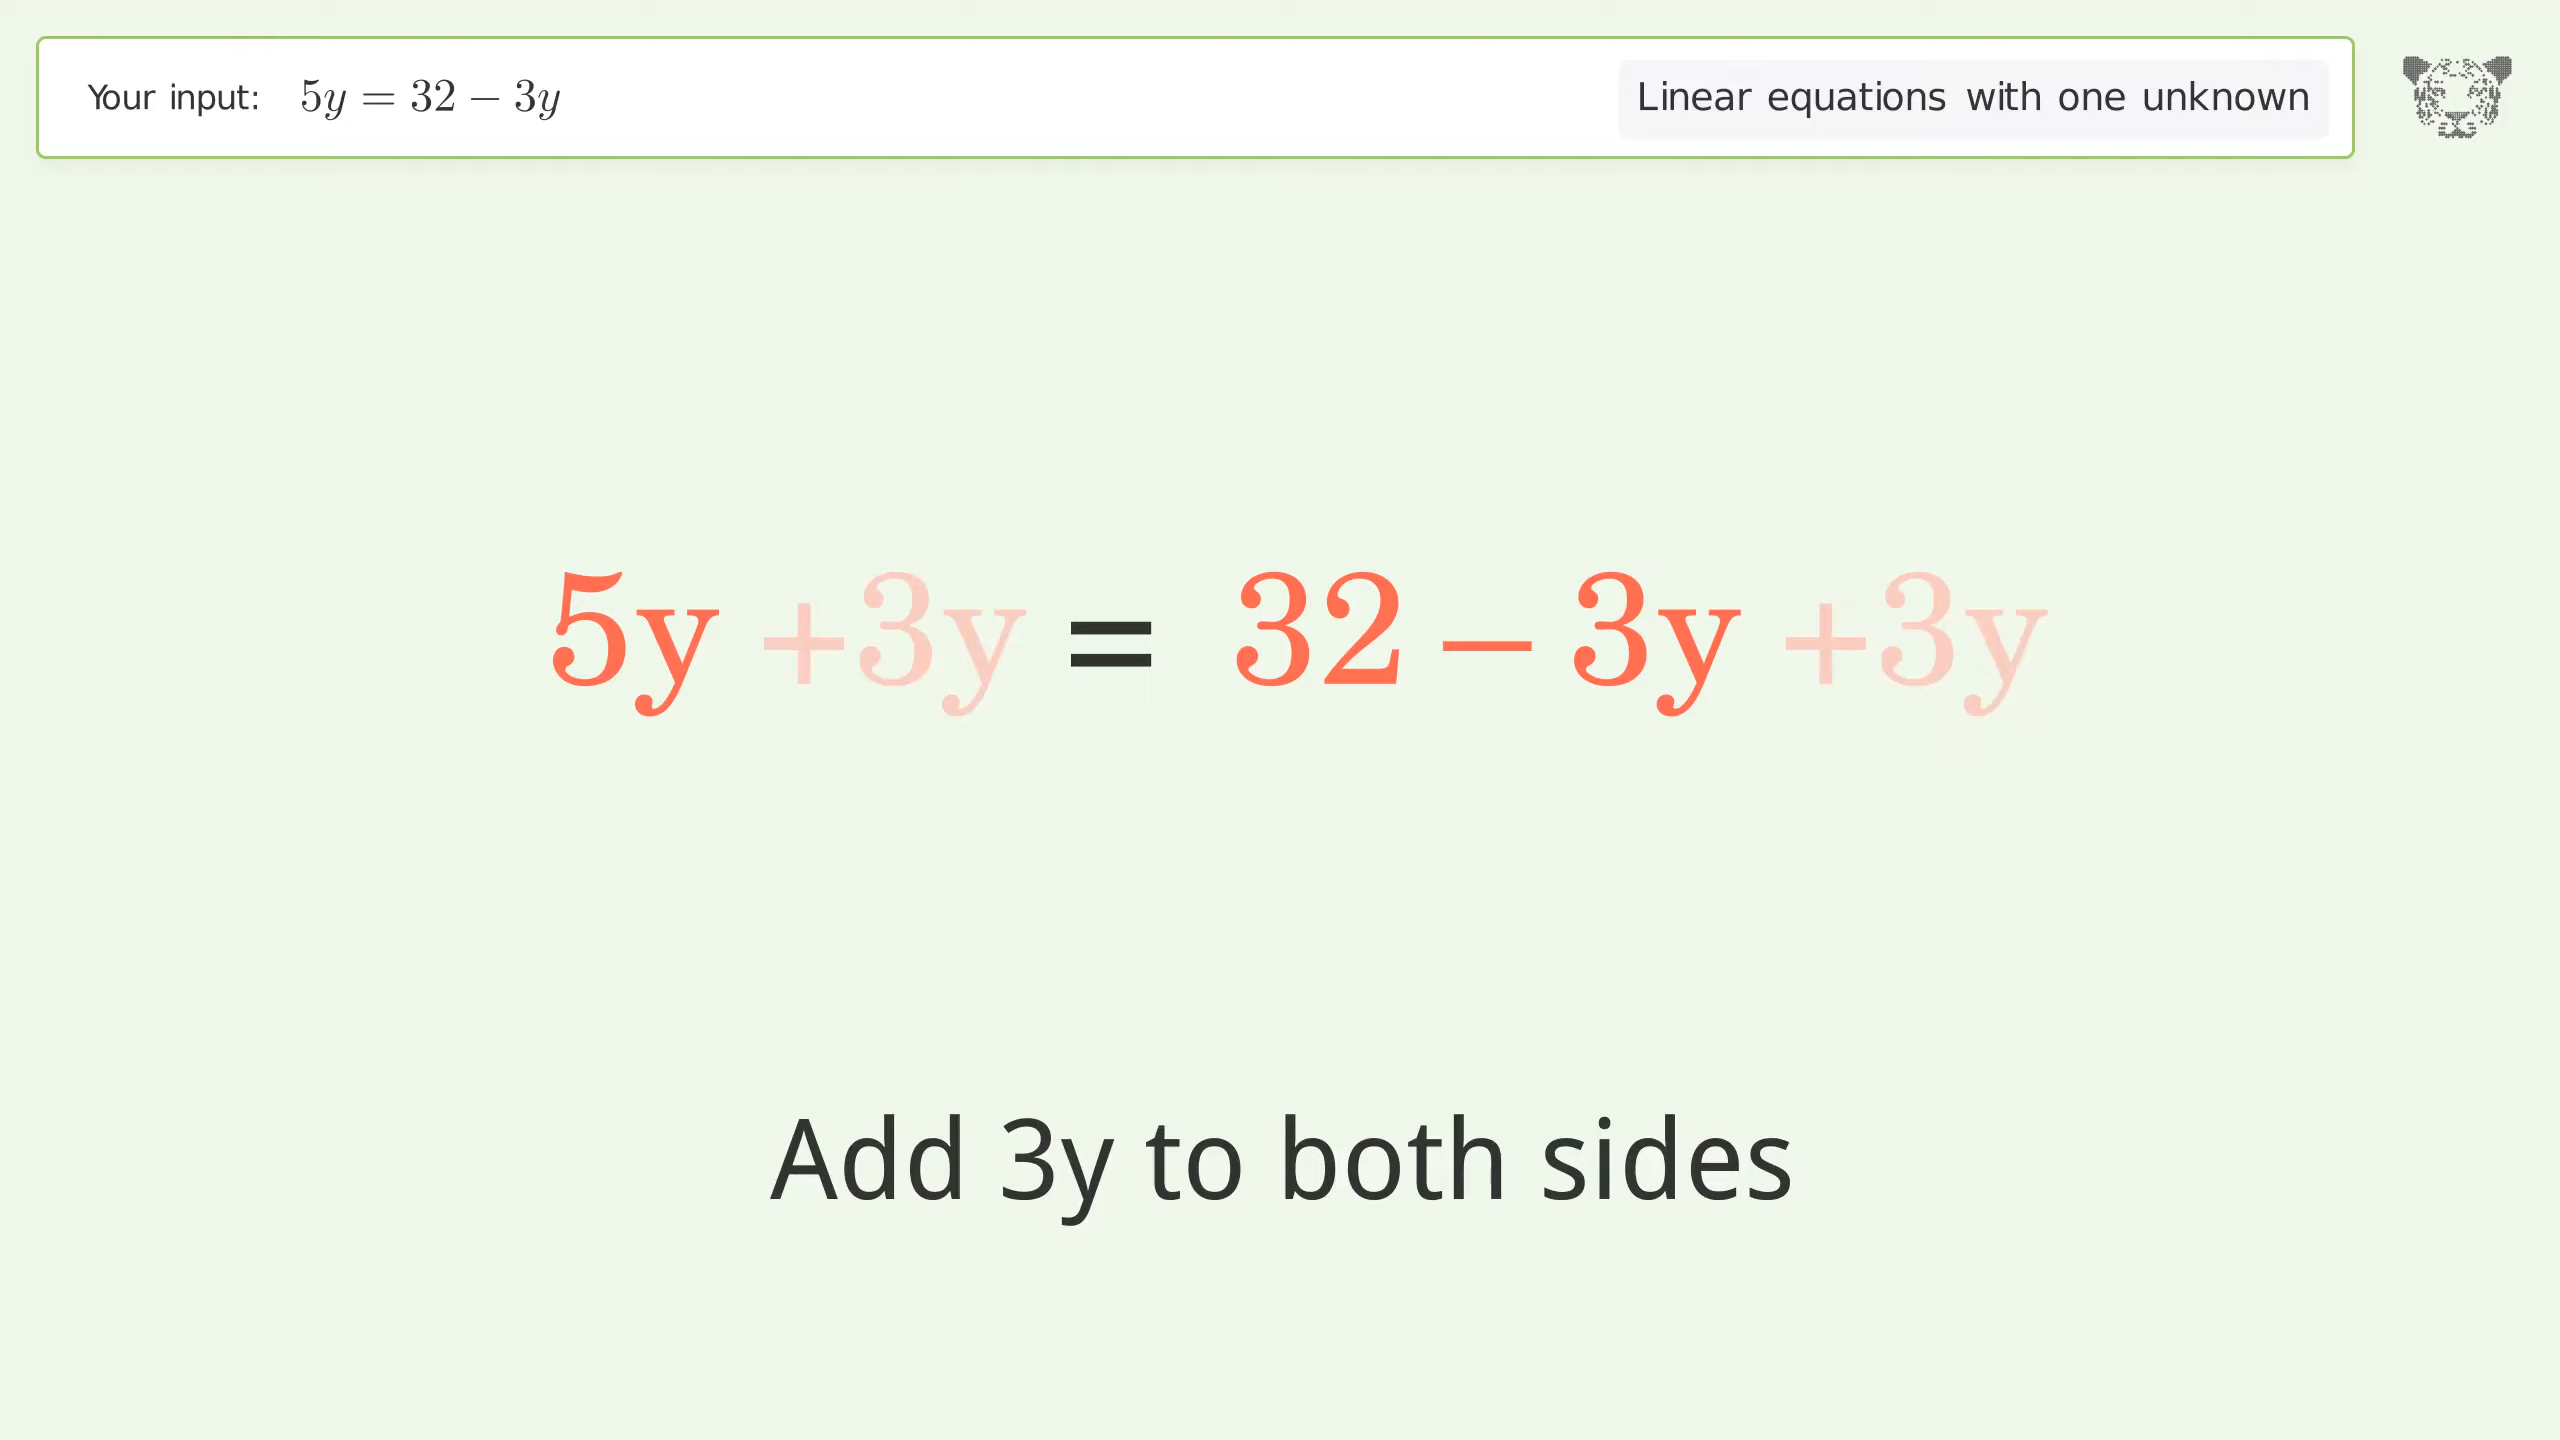 Your input: 5y = 32 − 3y
Linear equations with one unknown
5y +3y = 32 − 3y +3y
Add 3y to both sides